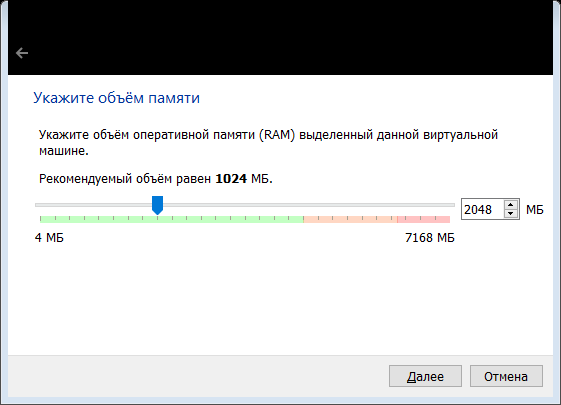 Укажите объём памяти
Укажите объём оперативной памяти (RAM) выделенный данной виртуальной
машине.
Рекомендуемый объём равен 1024 МБ.
2048 МБ
4 МБ 7168 МБ
Далее Отмена